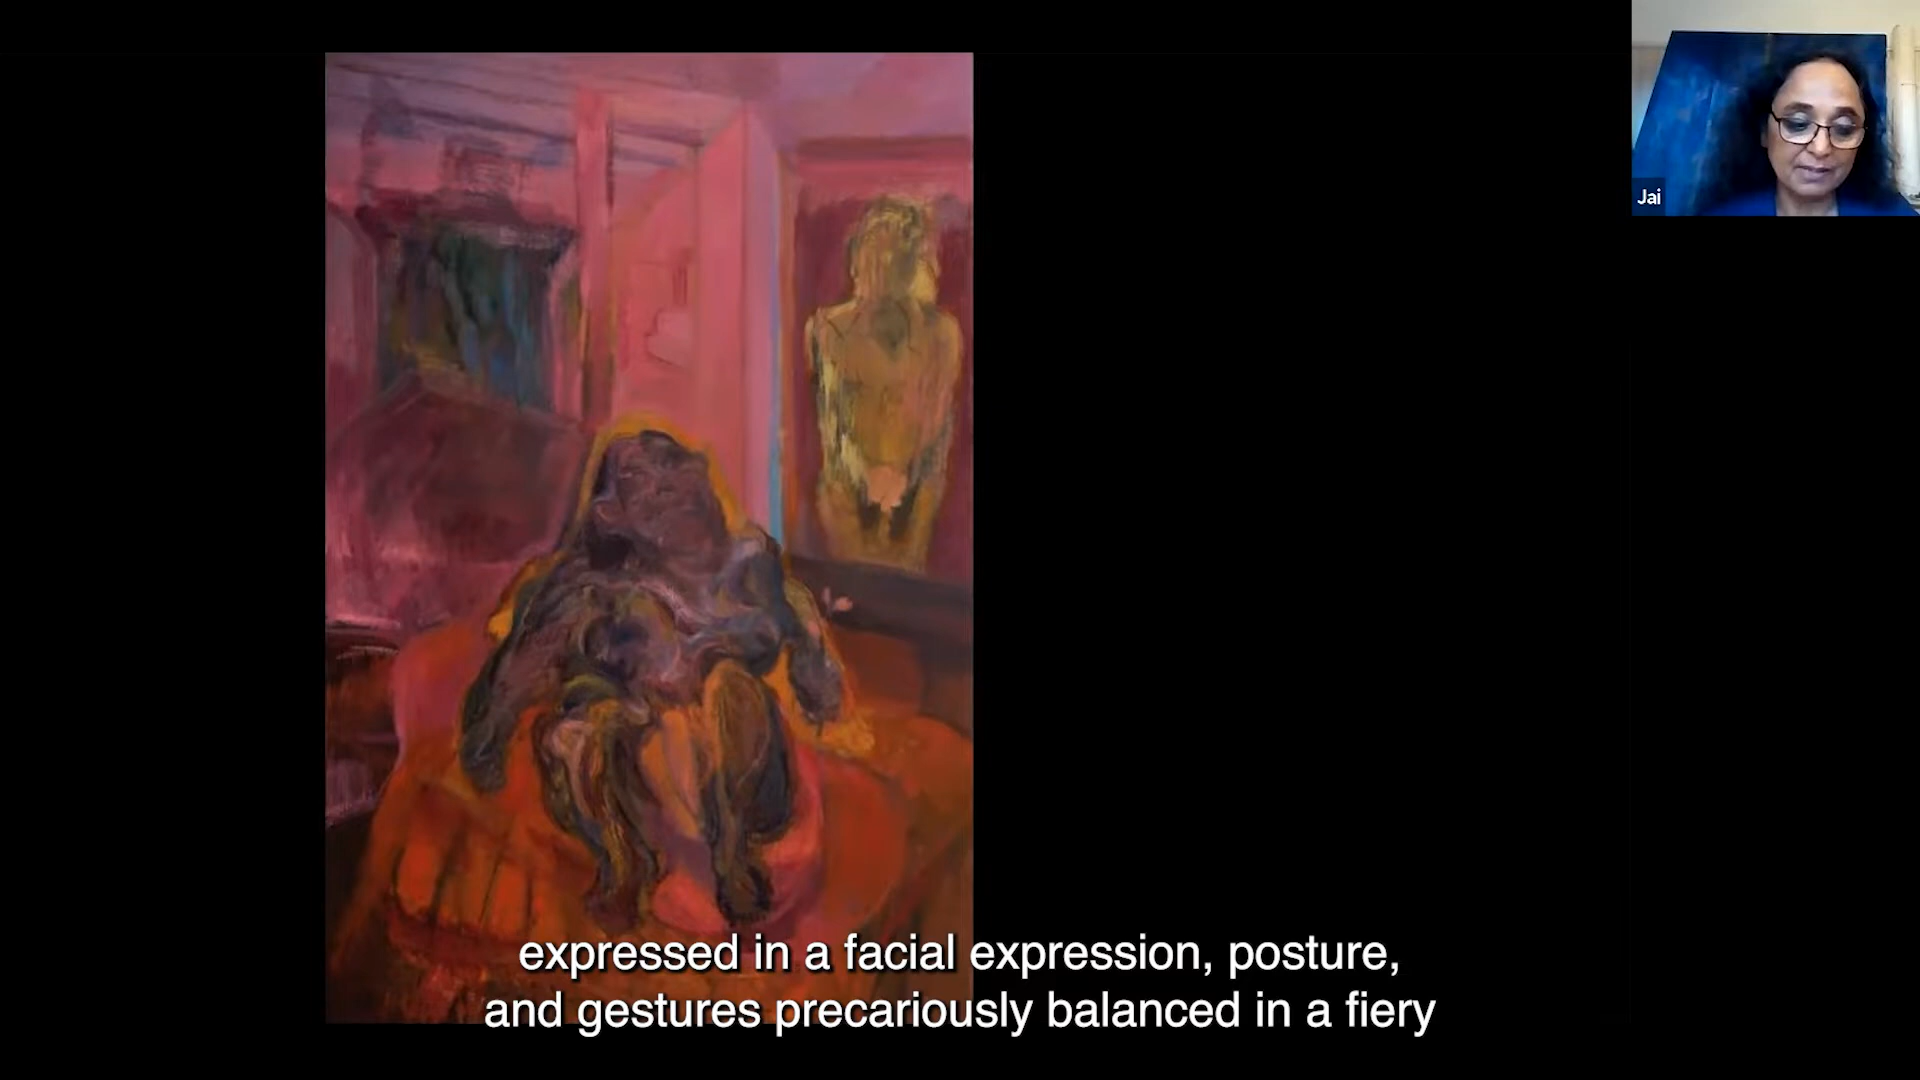 Jai
expressed in a facial expression, posture,
and gestures precariously balanced in a fiery